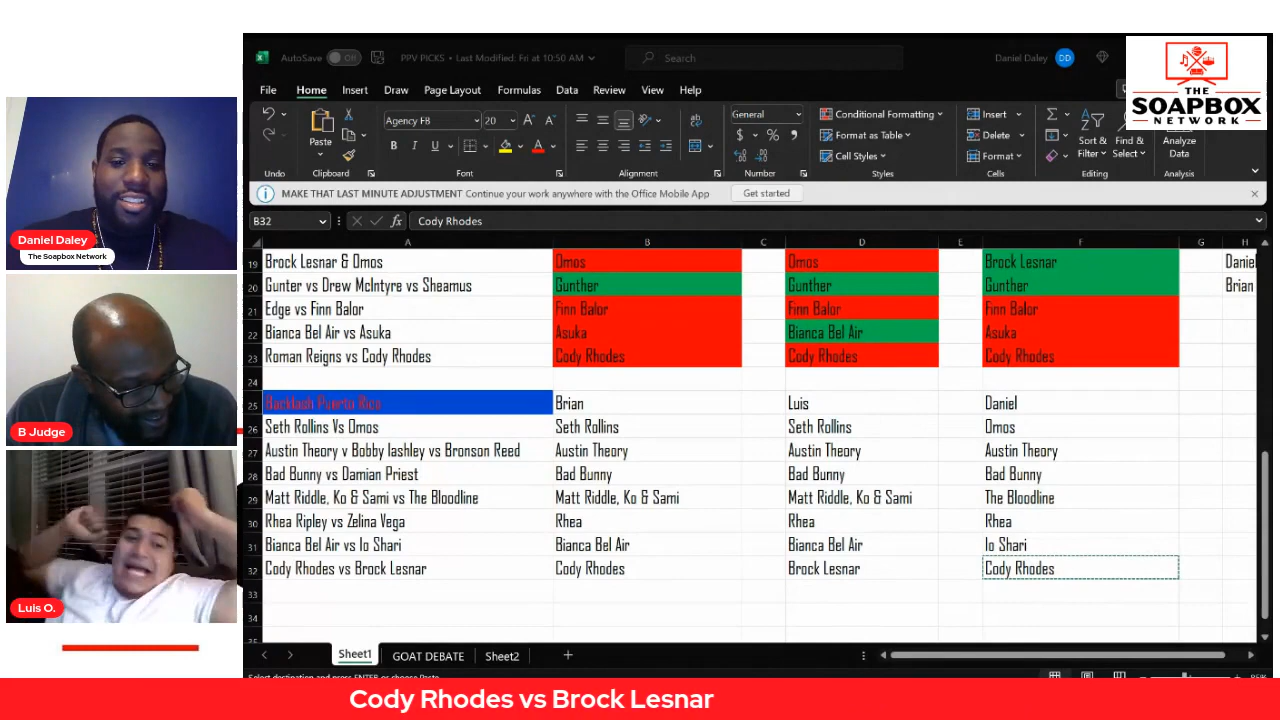 AutoSave Off PPV PICKS • Last Modified: Fri at 10:50 AM Search Daniel Daley DD
THE
SOAPBOX
NETWORK
File Home Insert Draw Page Layout Formulas Data Review View Help
Paste
Agency FB 20
B I U A
General
$ % 9
Conditional Formatting
Format as Table
Cell Styles
Insert
Delete
Format
Sort &
Filter
Find &
Select
Analyze
Data
Undo Clipboard Font Alignment Number Styles Cells Editing Analysis
MAKE THAT LAST MINUTE ADJUSTMENT Continue your work anywhere with the Office Mobile App Get started
B32 fx Cody Rhodes
A B C D E F G H
19 Brock Lesnar & Omos Omos Omos Brock Lesnar Daniel
20 Gunter vs Drew McIntyre vs Sheamus Gunther Gunther Gunther Brian
21 Edge vs Finn Balor Finn Balor Finn Balor Finn Balor
22 Bianca Bel Air vs Asuka Asuka Bianca Bel Air Asuka
23 Roman Reigns vs Cody Rhodes Cody Rhodes Cody Rhodes Cody Rhodes
24
25 Backlash Puerto Rico Brian Luis Daniel
26 Seth Rollins Vs Omos Seth Rollins Seth Rollins Omos
27 Austin Theory v Bobby lashley vs Bronson Reed Austin Theory Austin Theory Austin Theory
28 Bad Bunny vs Damian Priest Bad Bunny Bad Bunny Bad Bunny
29 Matt Riddle, Ko & Sami vs The Bloodline Matt Riddle, Ko & Sami Matt Riddle, Ko & Sami The Bloodline
30 Rhea Ripley vs Zelina Vega Rhea Rhea Rhea
31 Bianca Bel Air vs Io Shari Bianca Bel Air Bianca Bel Air Io Shari
32 Cody Rhodes vs Brock Lesnar Cody Rhodes Brock Lesnar Cody Rhodes
33
34
35
Sheet1 GOAT DEBATE Sheet2
Select destination and press ENTER or choose Paste
85%
Daniel Daley
The Soapbox Network
B Judge
Luis O.
Cody Rhodes vs Brock Lesnar